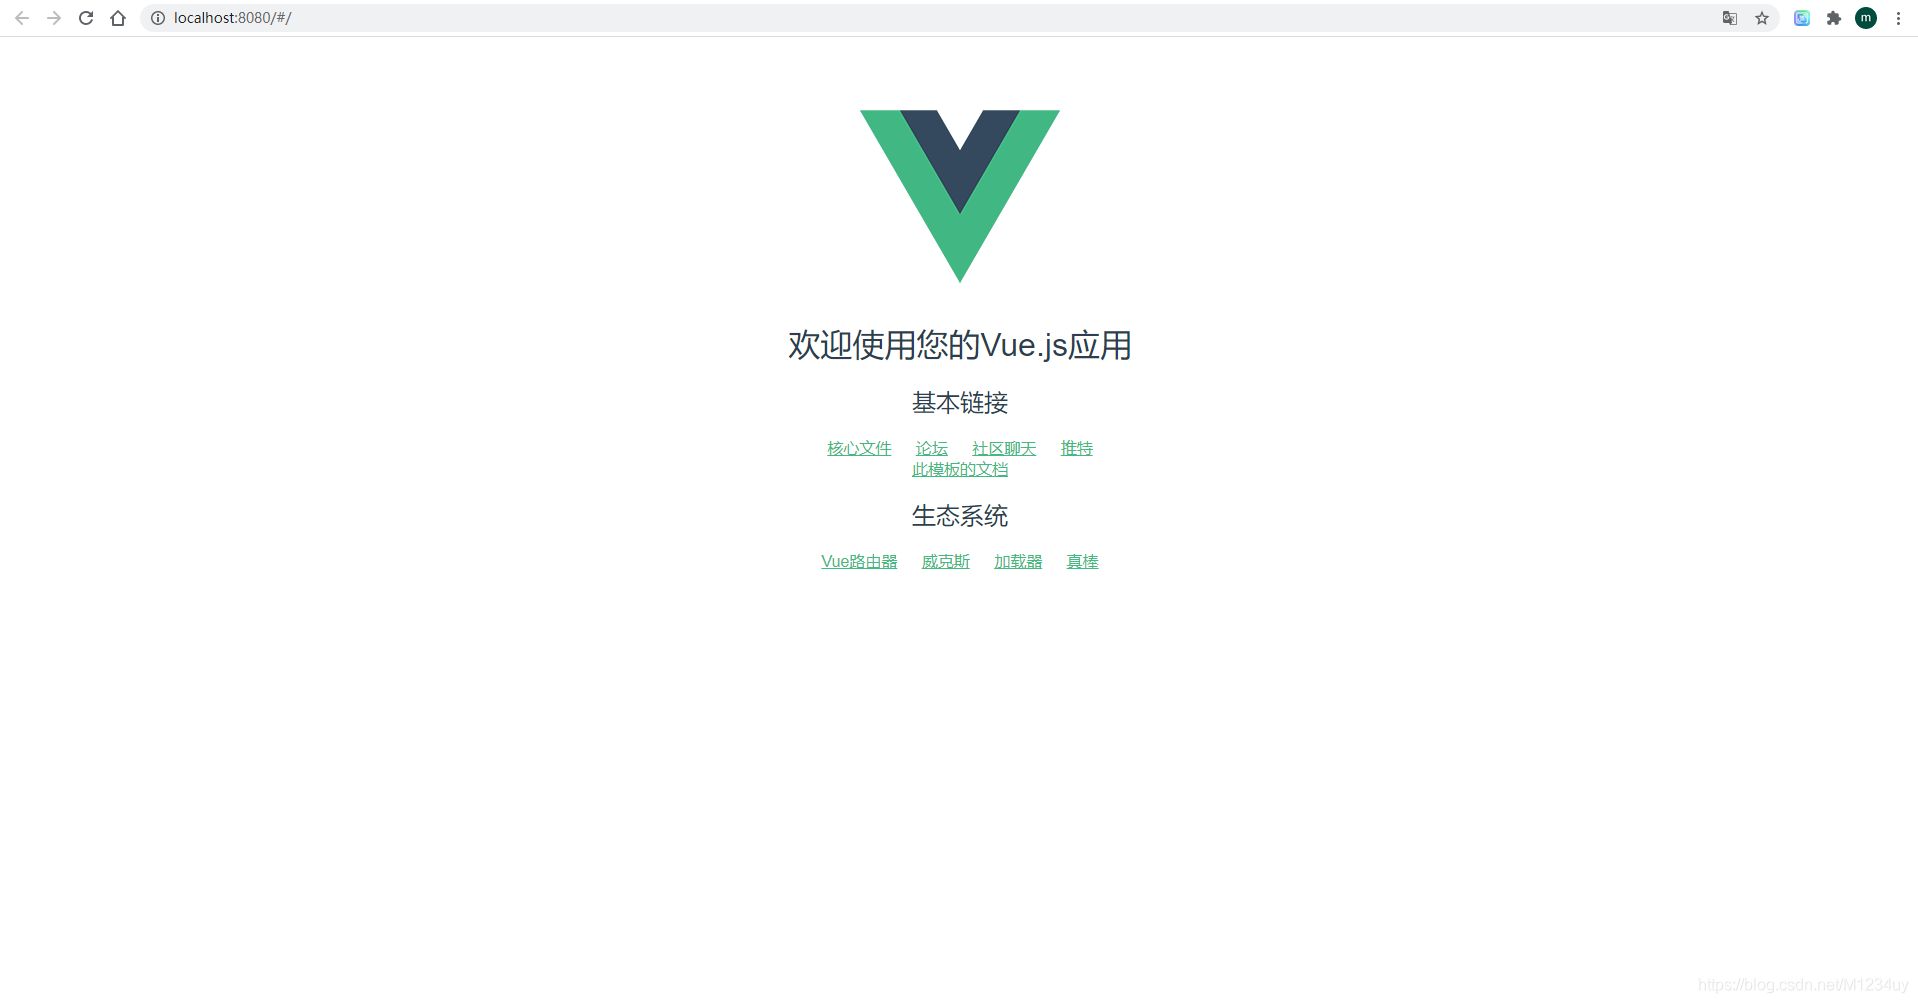 localhost:8080/#/
m
欢迎使用您的Vue.js应用
基本链接
核心文件 论坛 社区聊天 推特
此模板的文档
生态系统
Vue路由器 威克斯 加载器 真棒
https://blog.csdn.net/M1234uy